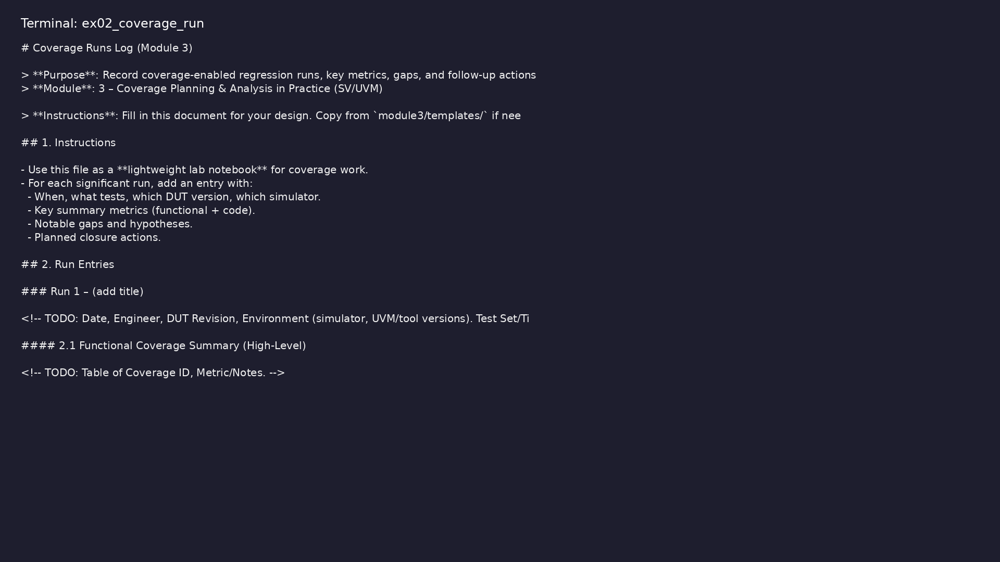 Terminal: ex02_coverage_run
# Coverage Runs Log (Module 3)
> **Purpose**: Record coverage-enabled regression runs, key metrics, gaps, and follow-up actions
> **Module**: 3 – Coverage Planning & Analysis in Practice (SV/UVM)
> **Instructions**: Fill in this document for your design. Copy from `module3/templates/` if nee
## 1. Instructions
- Use this file as a **lightweight lab notebook** for coverage work.
- For each significant run, add an entry with:
  - When, what tests, which DUT version, which simulator.
  - Key summary metrics (functional + code).
  - Notable gaps and hypotheses.
  - Planned closure actions.
## 2. Run Entries
### Run 1 – (add title)
<!-- TODO: Date, Engineer, DUT Revision, Environment (simulator, UVM/tool versions). Test Set/Ti
#### 2.1 Functional Coverage Summary (High-Level)
<!-- TODO: Table of Coverage ID, Metric/Notes. -->